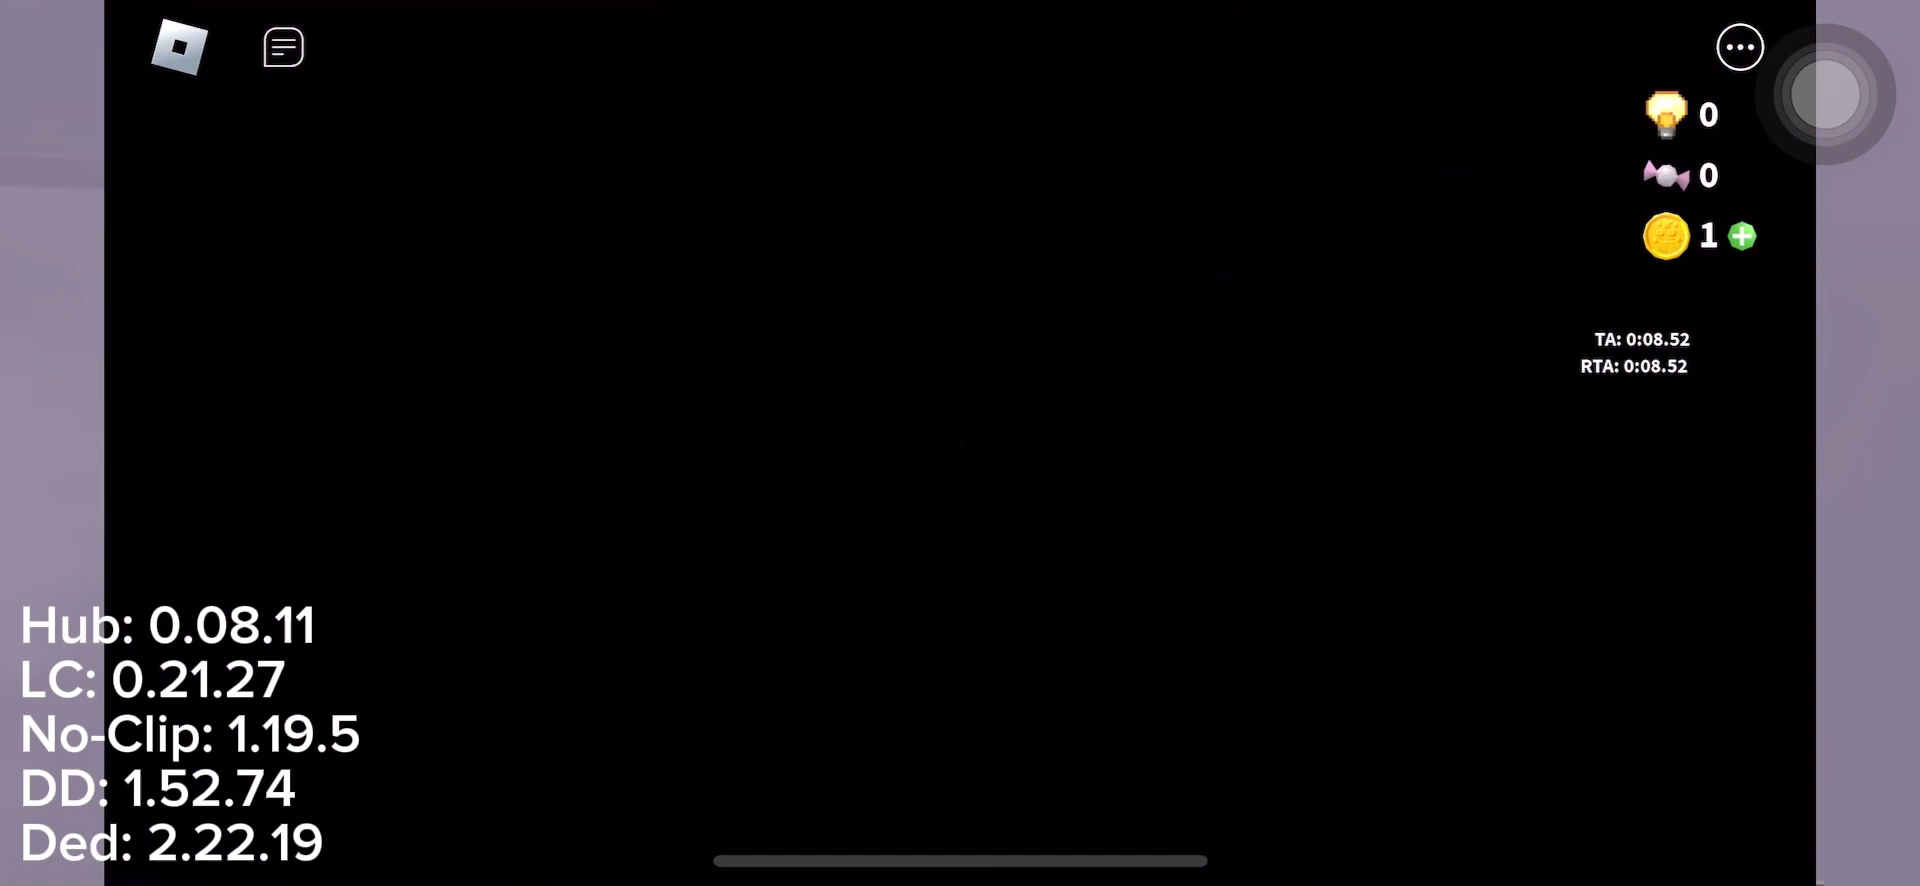 0
0
1
TA: 0:08.52
RTA: 0:08.52
Hub: 0.08.11
LC: 0.21.27
No-Clip: 1.19.5
DD: 1.52.74
Ded: 2.22.19